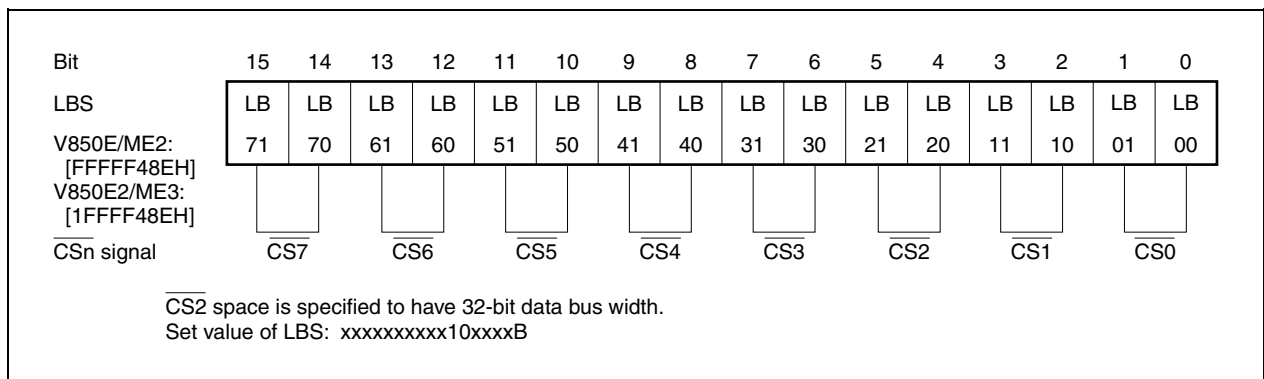 Bit 15 14 13 12 11 10 9 8 7 6 5 4 3 2 1 0
LBS LB LB LB LB LB LB LB LB LB LB LB LB LB LB LB LB
V850E/ME2: 71 70 61 60 51 50 41 40 31 30 21 20 11 10 01 00
[FFFFF48EH]
V850E2/ME3:
[1FFFF48EH]
CSn signal CS7 CS6 CS5 CS4 CS3 CS2 CS1 CS0
CS2 space is specified to have 32-bit data bus width.
Set value of LBS: xxxxxxxxxx10xxxxB